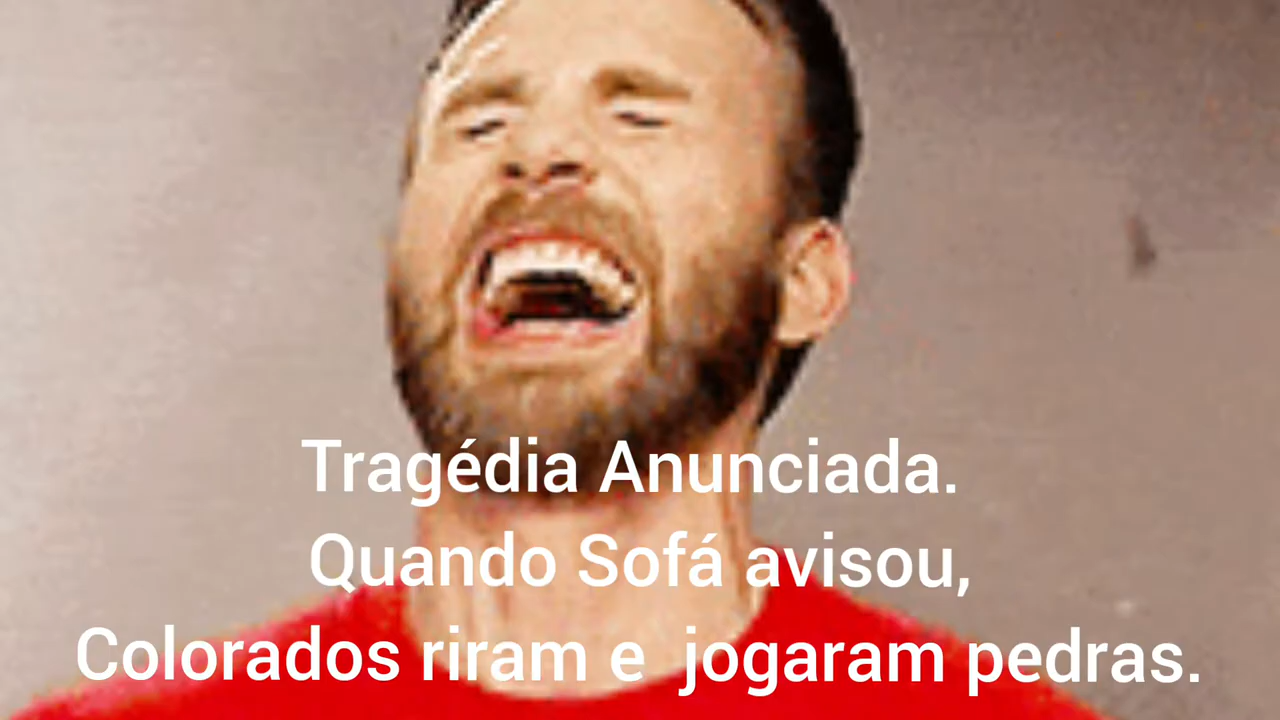 Tragédia Anunciada.
Quando Sofá avisou,
Colorados riram e  jogaram pedras.